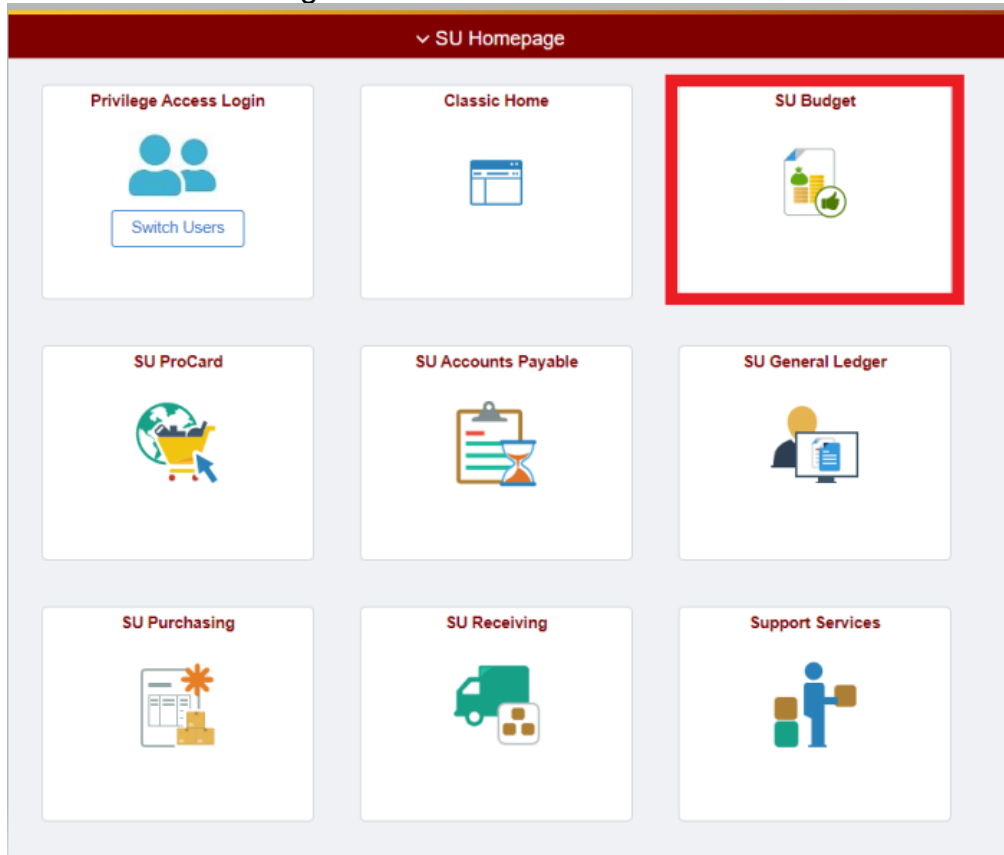 SU Homepage
Privilege Access Login
Classic Home
SU Budget
Switch Users
SU ProCard
SU Accounts Payable
SU General Ledger
SU Purchasing
SU Receiving
Support Services